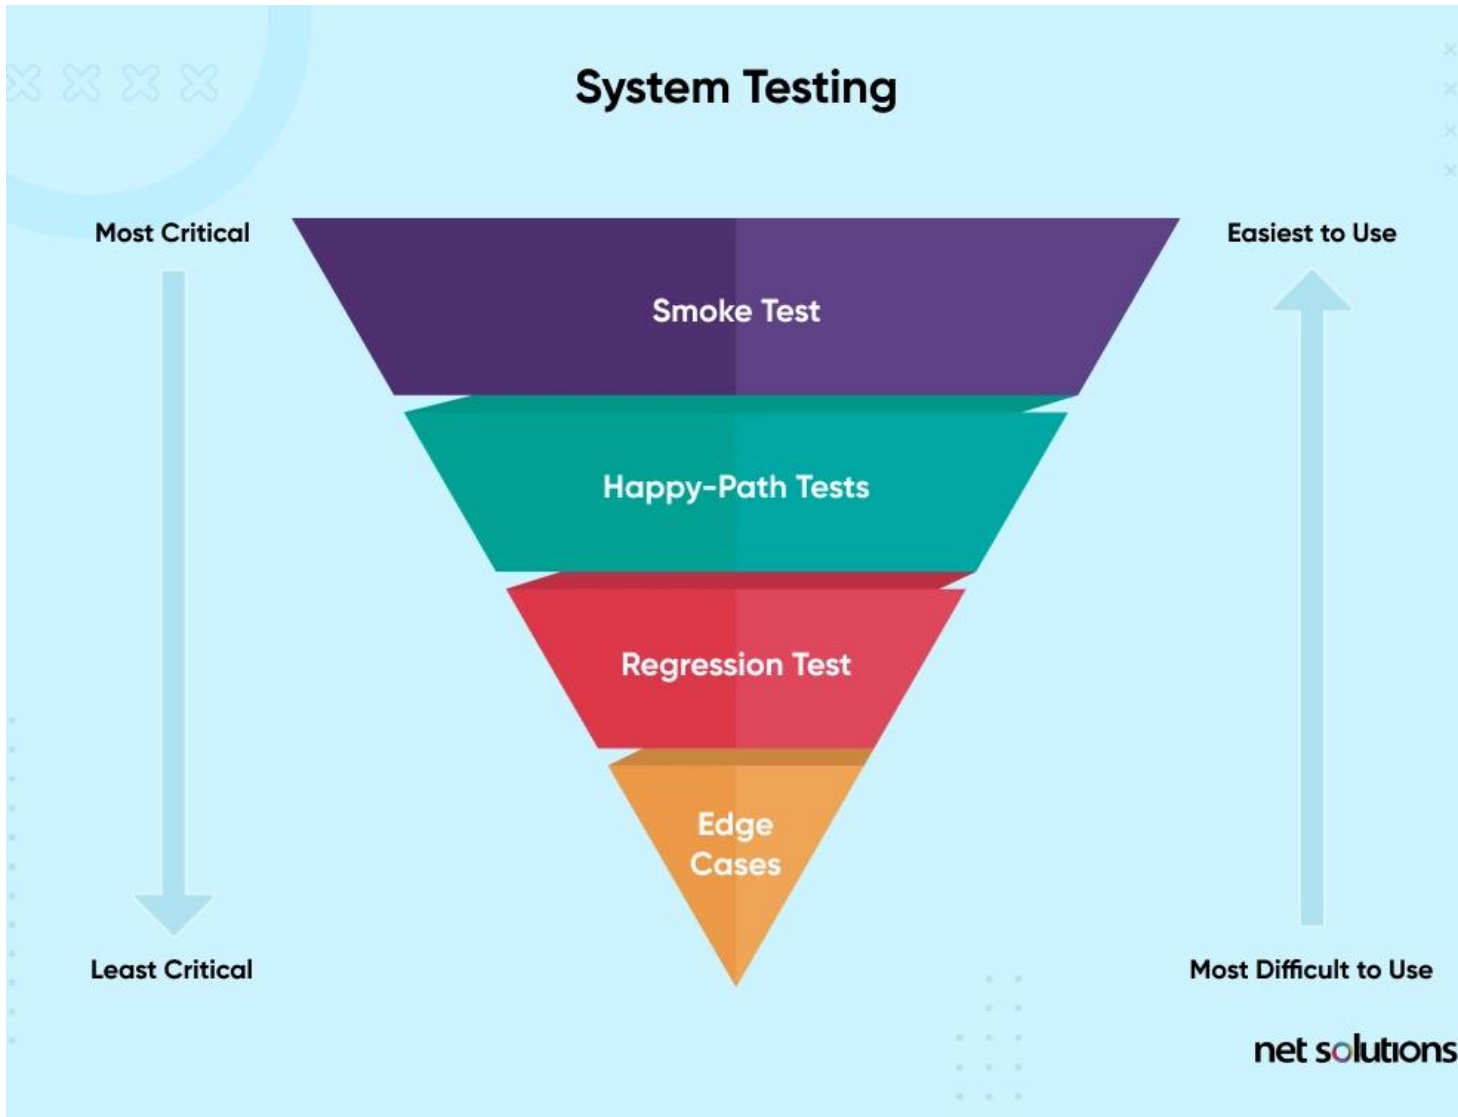 System Testing
Most Critical
Easiest to Use
Smoke Test
Happy-Path Tests
Regression Test
Edge
Cases
Least Critical
Most Difficult to Use
net solutions